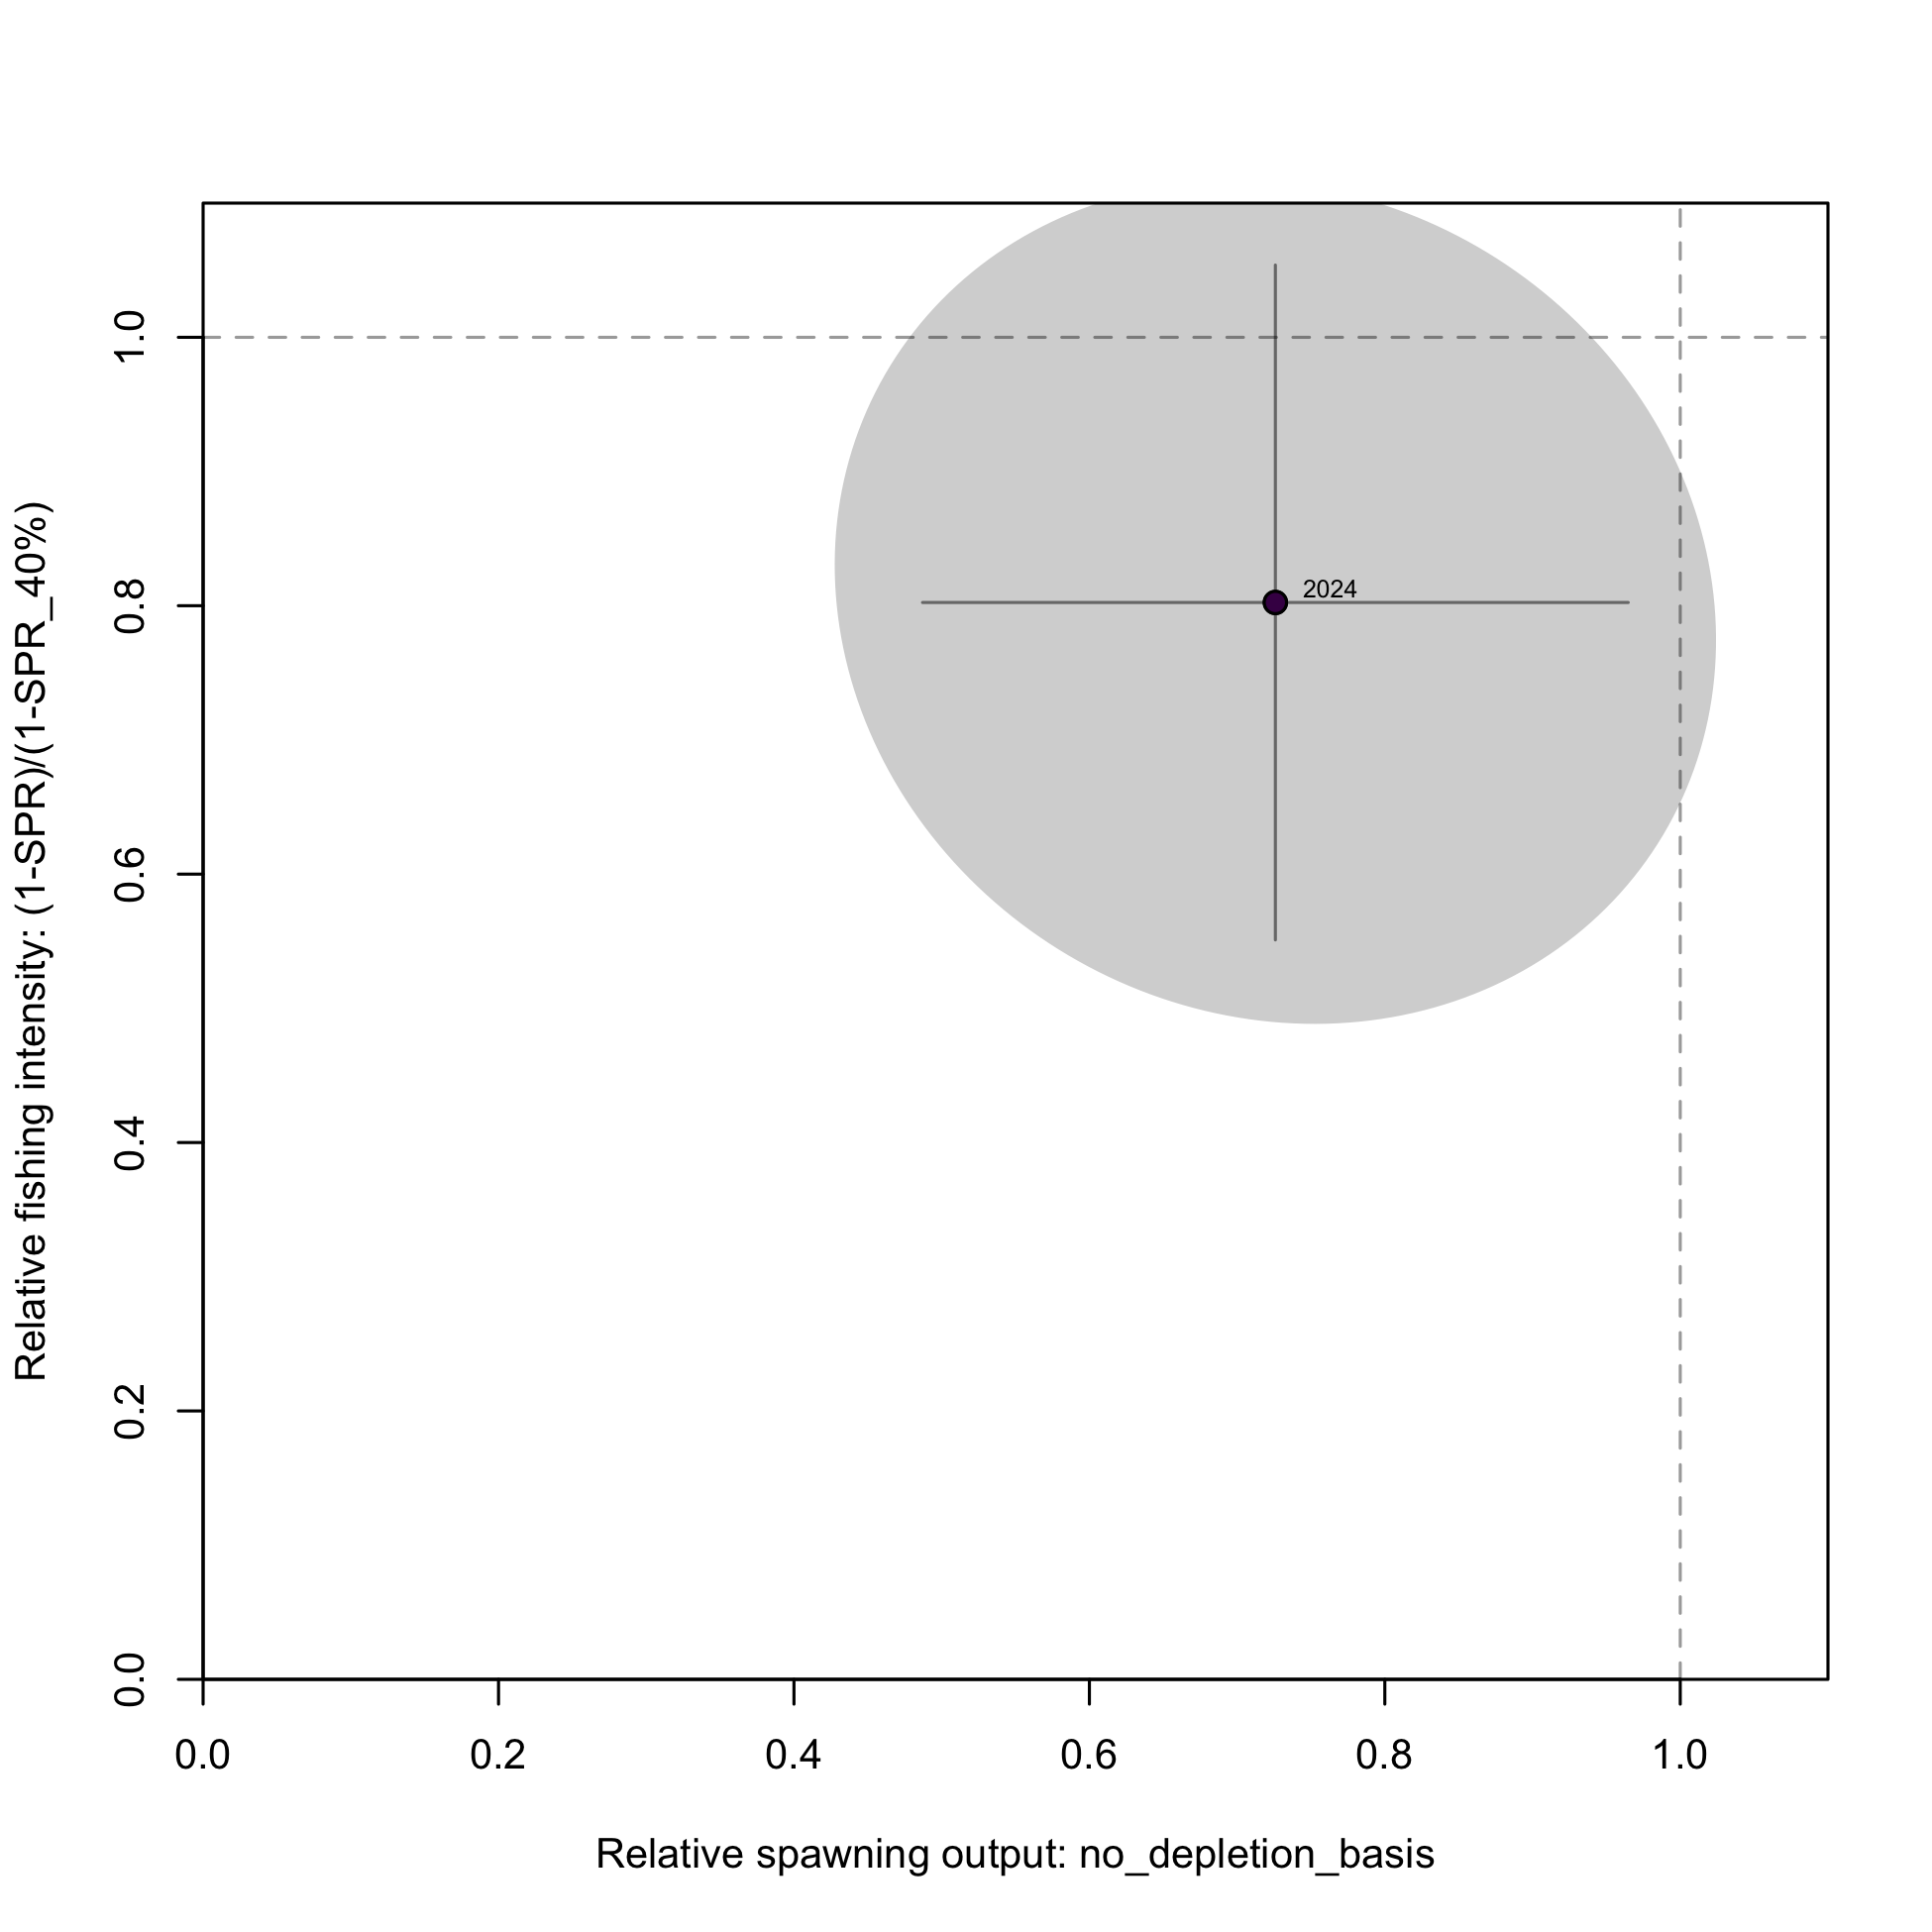 Relative fishing intensity: (1-SPR)/(1-SPR_40%)
1.0
0.8
0.6
0.4
0.2
0.0
2024
0.0 0.2 0.4 0.6 0.8 1.0
Relative spawning output: no_depletion_basis